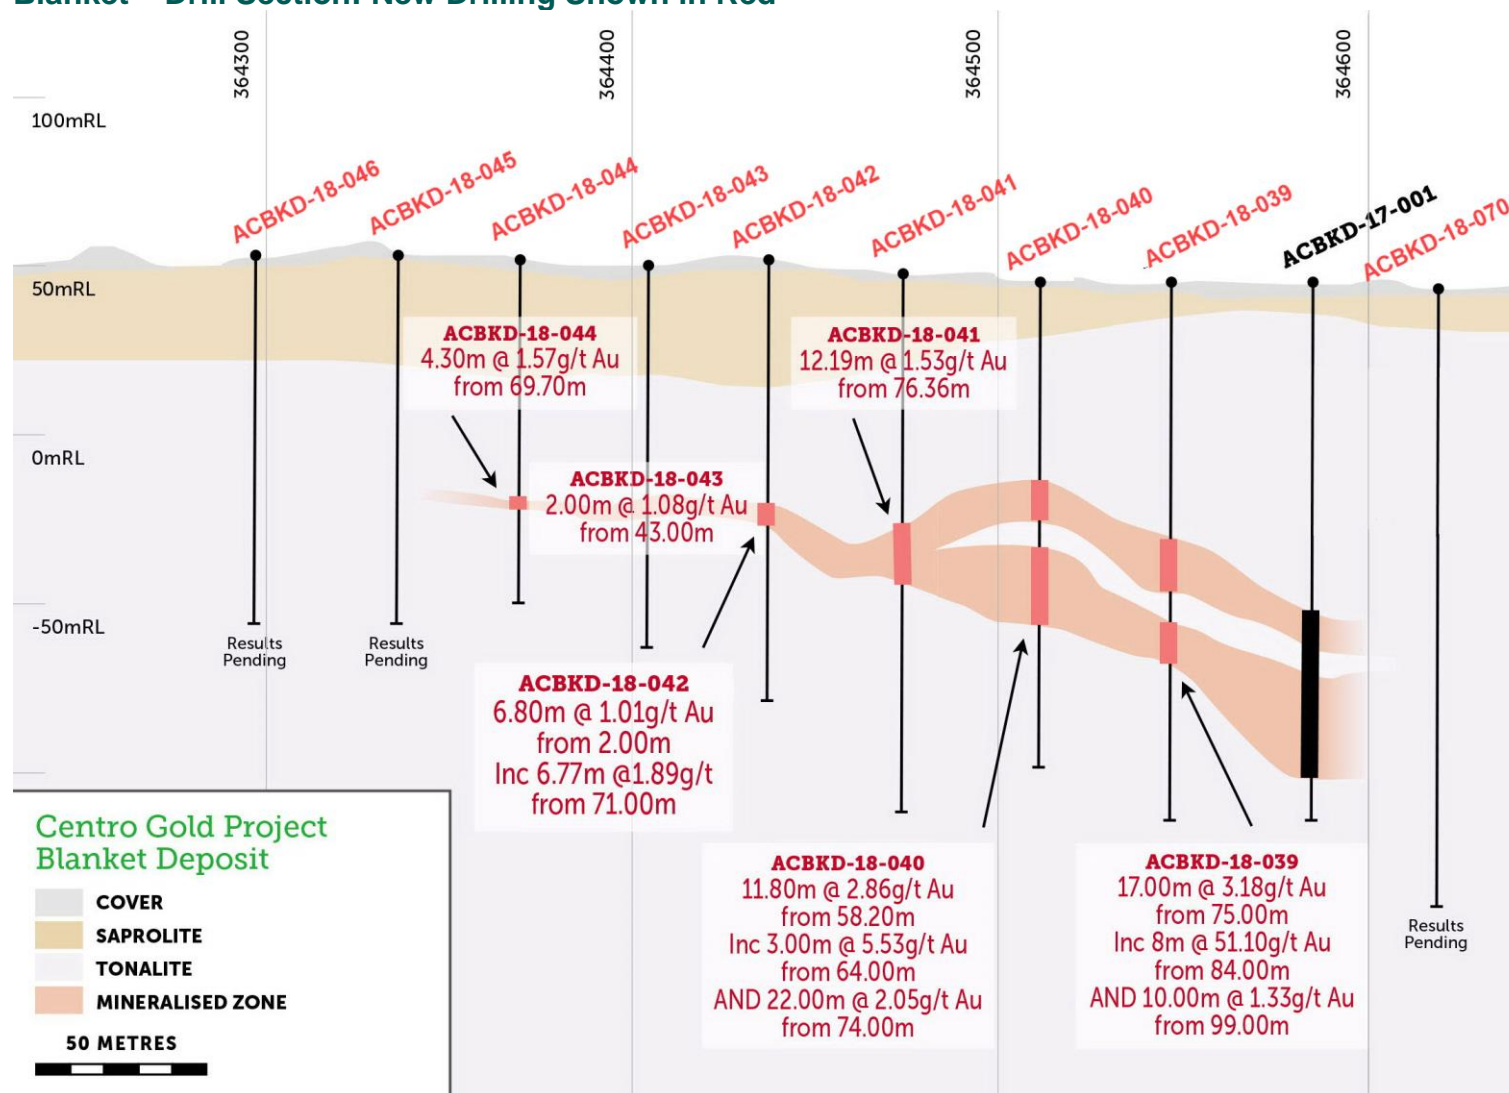 Blanket – Drill Section: New Drilling Shown in Red
364300
364400
364500
364600
100mRL
50mRL
0mRL
-50mRL
ACBKD-18-046
ACBKD-18-045
ACBKD-18-044
ACBKD-18-043
ACBKD-18-042
ACBKD-18-041
ACBKD-18-040
ACBKD-18-039
ACBKD-17-001
ACBKD-18-070
ACBKD-18-044
4.30m @ 1.57g/t Au
from 69.70m
ACBKD-18-041
12.19m @ 1.53g/t Au
from 76.36m
ACBKD-18-043
2.00m @ 1.08g/t Au
from 43.00m
Results
Pending
Results
Pending
ACBKD-18-042
6.80m @ 1.01g/t Au
from 2.00m
Inc 6.77m @1.89g/t
from 71.00m
ACBKD-18-040
11.80m @ 2.86g/t Au
from 58.20m
Inc 3.00m @ 5.53g/t Au
from 64.00m
AND 22.00m @ 2.05g/t Au
from 74.00m
ACBKD-18-039
17.00m @ 3.18g/t Au
from 75.00m
Inc 8m @ 51.10g/t Au
from 84.00m
AND 10.00m @ 1.33g/t Au
from 99.00m
Results
Pending
Centro Gold Project
Blanket Deposit
COVER
SAPROLITE
TONALITE
MINERALISED ZONE
50 METRES